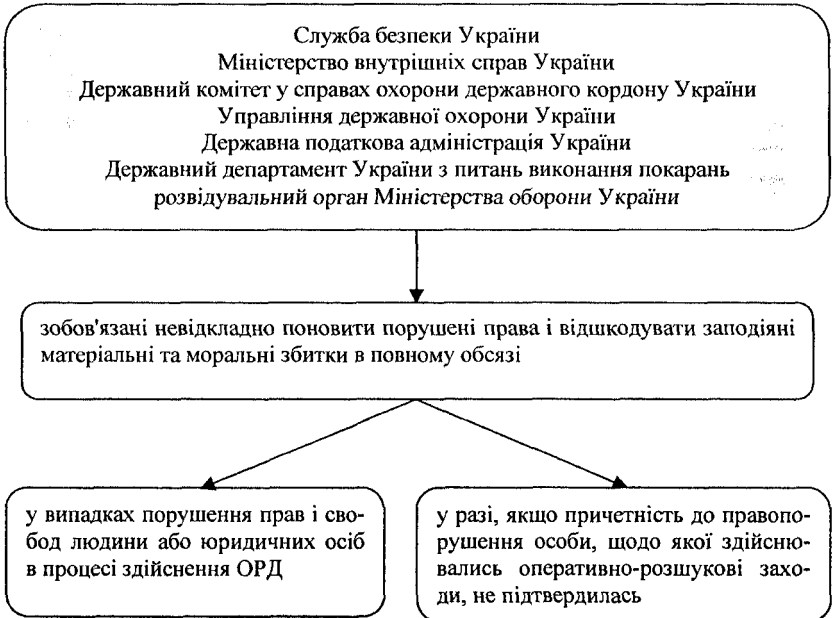 Служба безпеки України
Міністерство внутрішніх справ України
Державний комітет у справах охорони державного кордону України
Управління державної охорони України
Державна податкова адміністрація України
Державний департамент України з питань виконання покарань
розвідувальний орган Міністерства оборони України
зобов'язані невідкладно поновити порушені права і відшкодувати заподіяні
матеріальні та моральні збитки в повному обсязі
у випадках порушення прав і сво-
бод людини або юридичних осіб
в процесі здійснення ОРД
у разі, якщо причетність до правопо-
рушення особи, щодо якої здійсню-
вались оперативно-розшукові захо-
ди, не підтвердилась